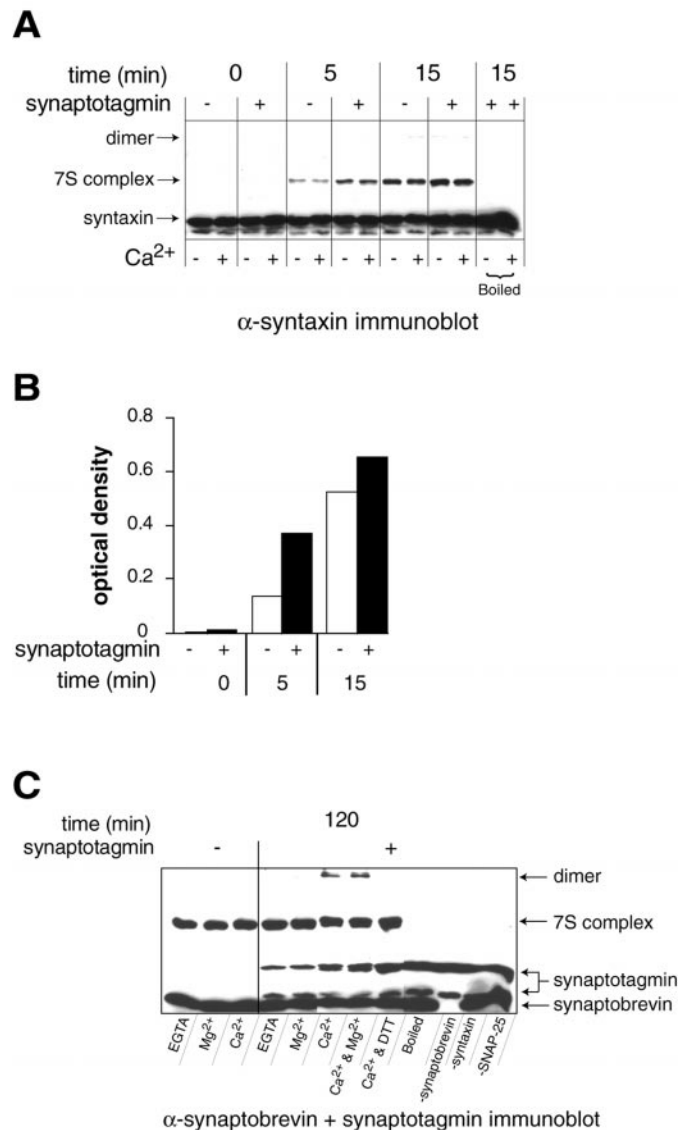 A
time (min) 0 5 15 15
synaptotagmin - + - + - + + +
dimer
7S complex
syntaxin
Ca2+ - + - + - + - + - + - + - +
Boiled
α-syntaxin immunoblot
B
0.8
0.6
0.4
0.2
0
optical density
synaptotagmin - + - + - +
time (min) 0 5 15
C
time (min) 120
synaptotagmin - +
dimer
7S complex
synaptotagmin
synaptobrevin
EGTA
Mg2+
Ca2+
EGTA
Mg2+
Ca2+
Ca2+ & Mg2+
Ca2+ & DTT
Boiled
-synaptobrevin
-syntaxin
-SNAP-25
α-synaptobrevin + synaptotagmin immunoblot